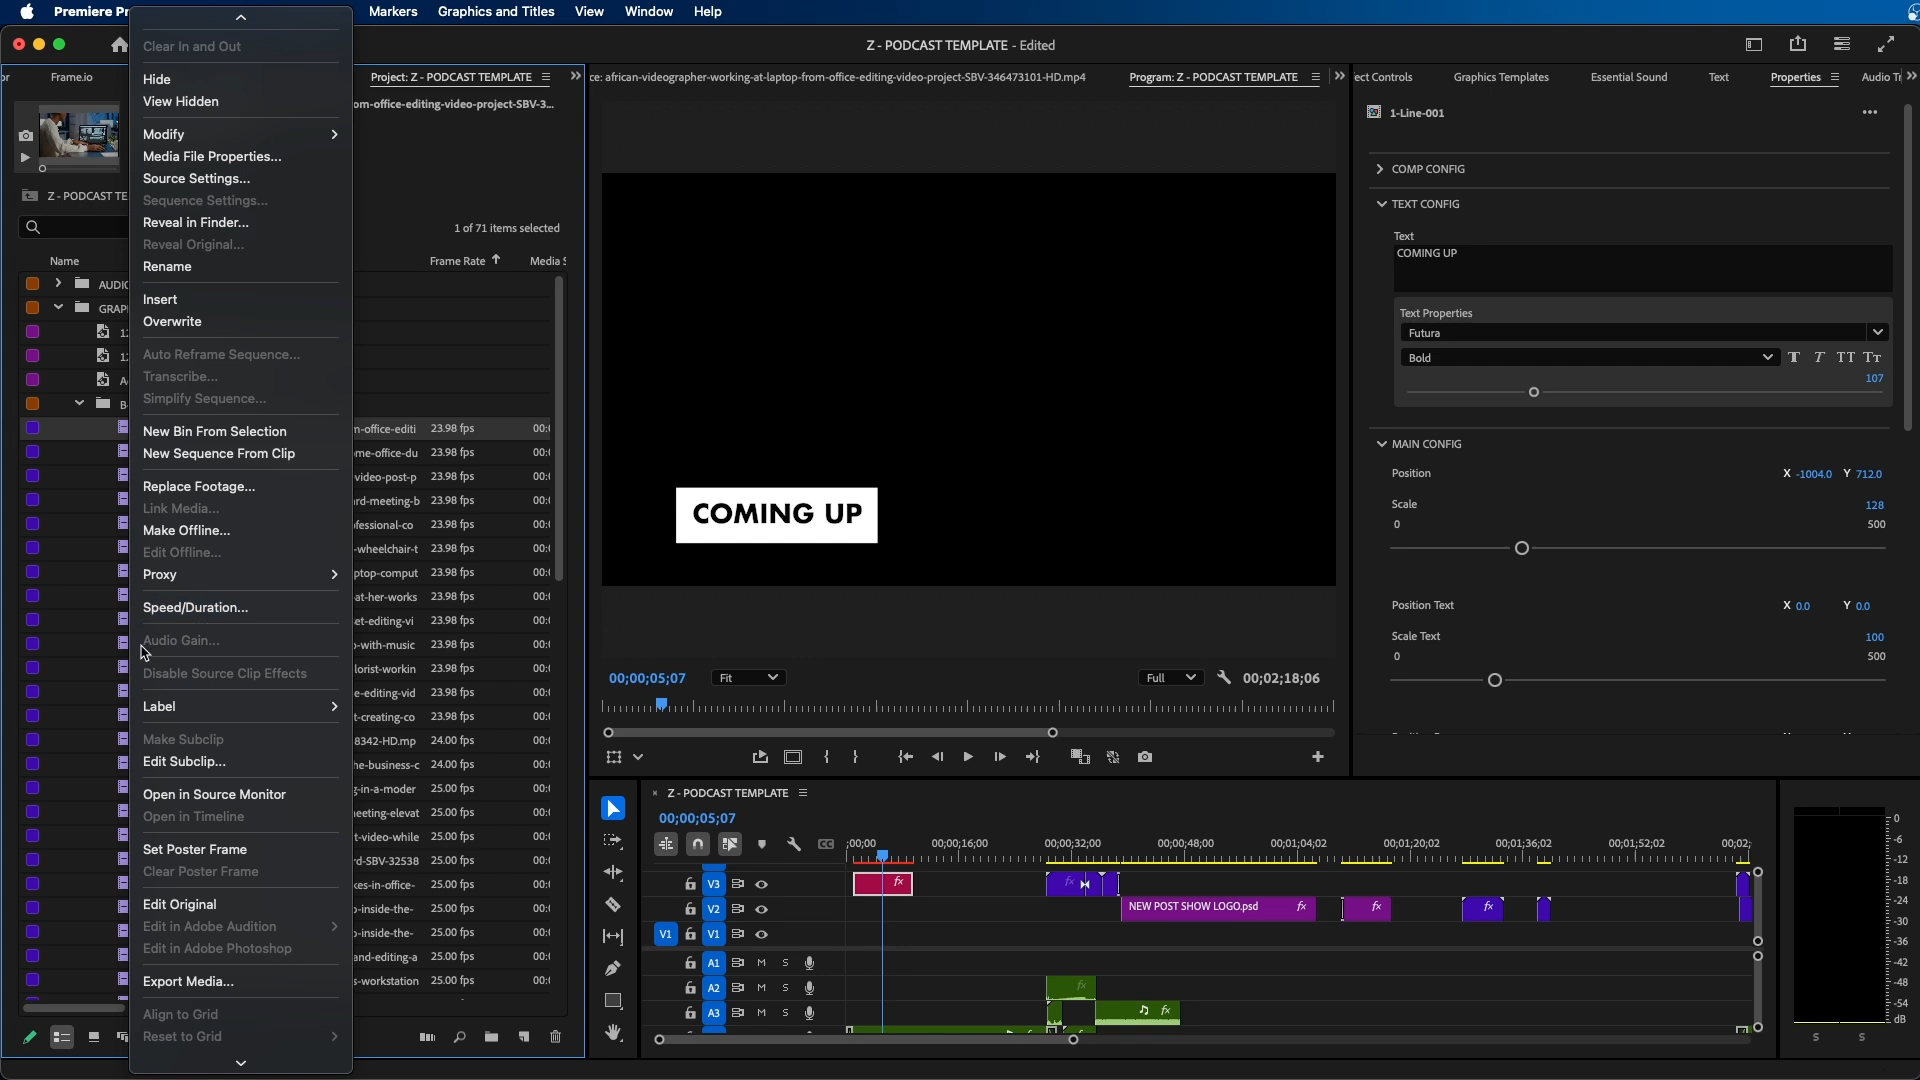 Premiere Pr
Markers
Graphics and Titles
View
Window
Help
Z - PODCAST TEMPLATE - Edited
Frame.io
Project: Z - PODCAST TEMPLATE
ce: african-videographer-working-at-laptop-from-office-editing-video-project-SBV-346473101-HD.mp4
Program: Z - PODCAST TEMPLATE
ect Controls
Graphics Templates
Essential Sound
Text
Properties
Audio Tr
om-office-editing-video-project-SBV-3...
Z - PODCAST TE
1 of 71 items selected
Name
Frame Rate
Media S
AUDIO
GRAP
Clear In and Out
Hide
View Hidden
Modify
Media File Properties...
Source Settings...
Sequence Settings...
Reveal in Finder...
Reveal Original...
Rename
Insert
Overwrite
Auto Reframe Sequence...
Transcribe...
Simplify Sequence...
New Bin From Selection
New Sequence From Clip
Replace Footage...
Link Media...
Make Offline...
Edit Offline...
Proxy
Speed/Duration...
Audio Gain...
Disable Source Clip Effects
Label
Make Subclip
Edit Subclip...
Open in Source Monitor
Open in Timeline
Set Poster Frame
Clear Poster Frame
Edit Original
Edit in Adobe Audition
Edit in Adobe Photoshop
Export Media...
Align to Grid
Reset to Grid
n-office-editi 23.98 fps 00:(
me-office-du 23.98 fps 00:(
video-post-p 23.98 fps 00:(
rd-meeting-b 23.98 fps 00:(
fessional-co 23.98 fps 00:(
-wheelchair-t 23.98 fps 00:(
ptop-comput 23.98 fps 00:(
at-her-works 23.98 fps 00:(
set-editing-vi 23.98 fps 00:(
o-with-music 23.98 fps 00:(
lorist-workin 23.98 fps 00:(
e-editing-vid 23.98 fps 00:(
t-creating-co 23.98 fps 00:(
8342-HD.mp 24.00 fps 00:(
he-business-c 24.00 fps 00:(
g-in-a-moder 25.00 fps 00:(
eeting-elevat 25.00 fps 00:(
t-video-while 25.00 fps 00:(
rd-SBV-32538 25.00 fps 00:(
kes-in-office- 25.00 fps 00:(
o-inside-the- 25.00 fps 00:(
o-inside-the- 25.00 fps 00:(
and-editing-a 25.00 fps 00:(
s-workstation 25.00 fps 00:(
COMING UP
00;00;05;07
Fit
Full
00;02;18;06
1-Line-001
COMP CONFIG
TEXT CONFIG
Text
COMING UP
Text Properties
Futura
Bold
T T TT TT
107
MAIN CONFIG
Position X -1004.0 Y 712.0
Scale 128
0 500
Position Text X 0.0 Y 0.0
Scale Text 100
0 500
Z - PODCAST TEMPLATE
00;00;05;07
;00;00 00;00;16;00 00;00;32;00 00;00;48;00 00;01;04;02 00;01;20;02 00;01;36;02 00;01;52;02 00;02;
V3 fx fx
V2 NEW POST SHOW LOGO.psd fx fx fx
V1 V1
A1 M S
A2 M S fx
A3 M S fx
0
-6
-12
-18
-24
-30
-36
-42
-48
-54
dB
S S